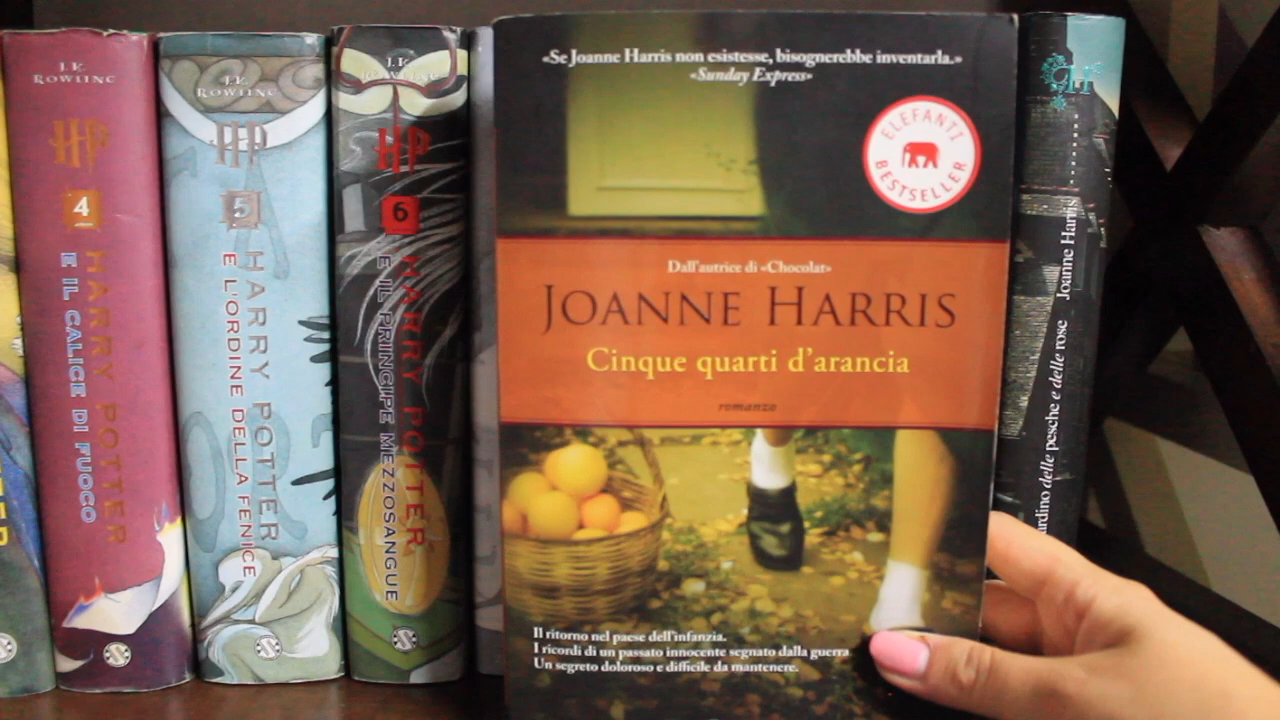 J.K.
ROWLING
HP
4
HARRY POTTER
E IL CALICE DI FUOCO
J.K.
ROWLING
HP
5
HARRY POTTER
E L'ORDINE DELLA FENICE
J.K.
ROWLING
HP
6
HARRY POTTER
E IL PRINCIPE MEZZOSANGUE
«Se Joanne Harris non esistesse, bisognerebbe inventarla.»
«Sunday Express»
ELEFANTI
BESTSELLER
Dall'autrice di «Chocolat»
JOANNE HARRIS
Cinque quarti d'arancia
romanzo
Il ritorno nel paese dell'infanzia.
I ricordi di un passato innocente segnato dalla guerra
Un segreto doloroso e difficile da mantenere.
delle pesche e delle rose Joanne Harris